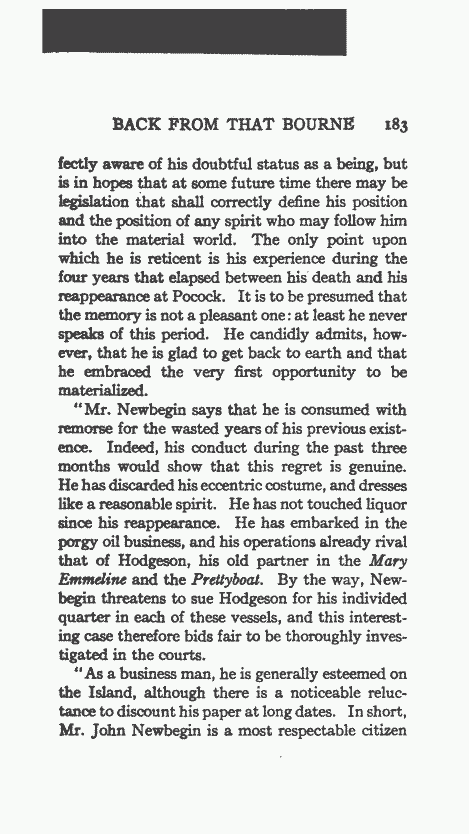 BACK FROM THAT BOURNE 183
fectly aware of his doubtful status as a being, but
is in hopes that at some future time there may be
legislation that shall correctly define his position
and the position of any spirit who may follow him
into the material world. The only point upon
which he is reticent is his experience during the
four years that elapsed between his death and his
reappearance at Pocock. It is to be presumed that
the memory is not a pleasant one: at least he never
speaks of this period. He candidly admits, how-
ever, that he is glad to get back to earth and that
he embraced the very first opportunity to be
materialized.
"Mr. Newbegin says that he is consumed with
remorse for the wasted years of his previous exist-
ence. Indeed, his conduct during the past three
months would show that this regret is genuine.
He has discarded his eccentric costume, and dresses
like a reasonable spirit. He has not touched liquor
since his reappearance. He has embarked in the
porgy oil business, and his operations already rival
that of Hodgeson, his old partner in the Mary
Emmeline and the Prettyboat. By the way, New-
begin threatens to sue Hodgeson for his individed
quarter in each of these vessels, and this interest-
ing case therefore bids fair to be thoroughly inves-
tigated in the courts.
"As a business man, he is generally esteemed on
the Island, although there is a noticeable reluc-
tance to discount his paper at long dates. In short,
Mr. John Newbegin is a most respectable citizen